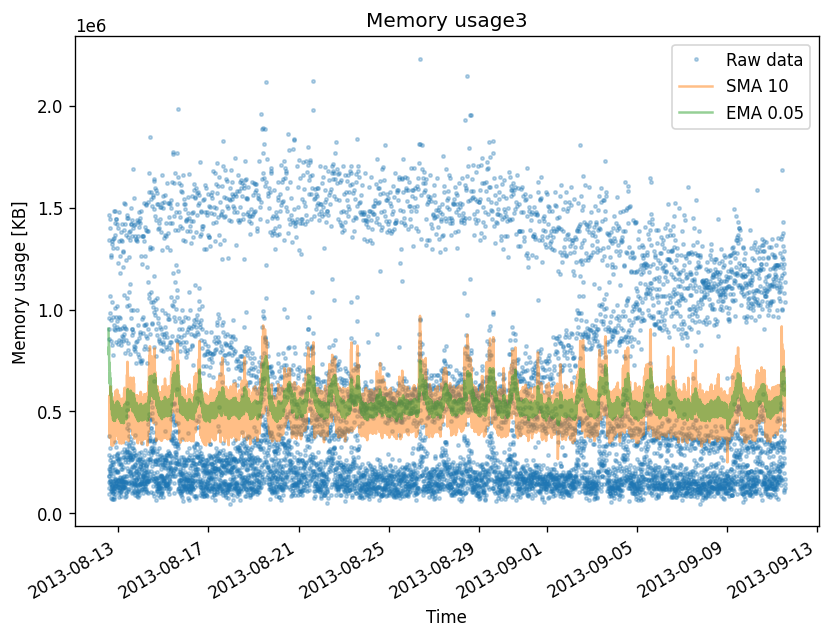 Memory usage3
1e6
Raw data
SMA 10
EMA 0.05
2.0
1.5
1.0
0.5
0.0
Memory usage [KB]
2013-08-13
2013-08-17
2013-08-21
2013-08-25
2013-08-29
2013-09-01
2013-09-05
2013-09-09
2013-09-13
Time